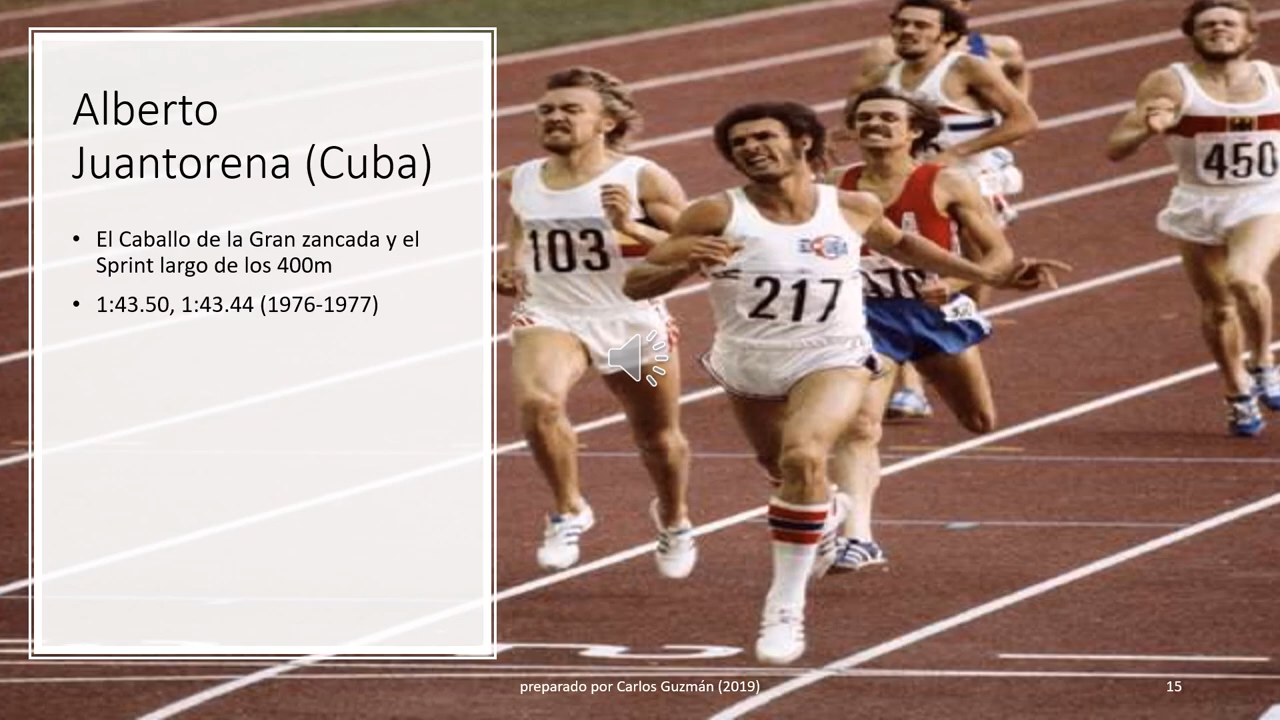 Alberto
Juantorena (Cuba)
• El Caballo de la Gran zancada y el
Sprint largo de los 400m
• 1:43.50, 1:43.44 (1976-1977)
103
217
450
preparado por Carlos Guzmán (2019)
15